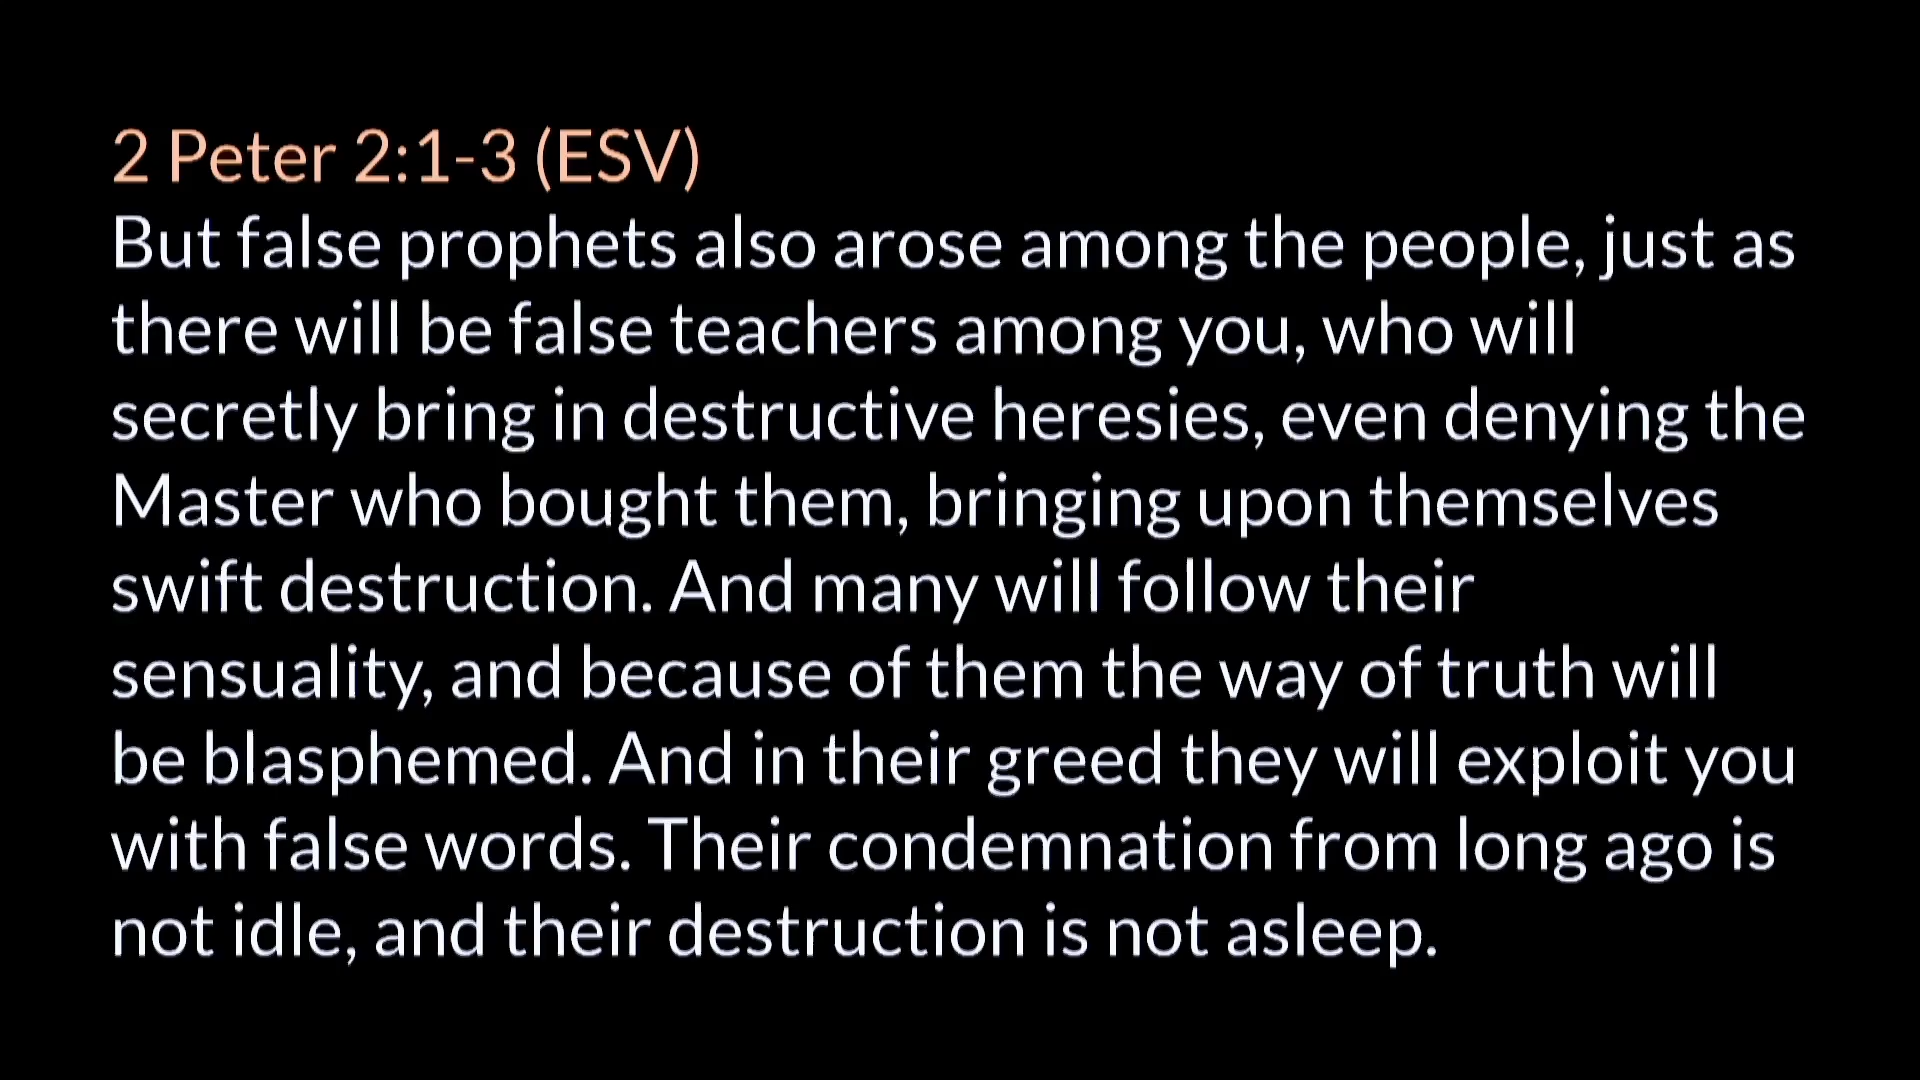 2 Peter 2:1-3 (ESV)
But false prophets also arose among the people, just as
there will be false teachers among you, who will
secretly bring in destructive heresies, even denying the
Master who bought them, bringing upon themselves
swift destruction. And many will follow their
sensuality, and because of them the way of truth will
be blasphemed. And in their greed they will exploit you
with false words. Their condemnation from long ago is
not idle, and their destruction is not asleep.